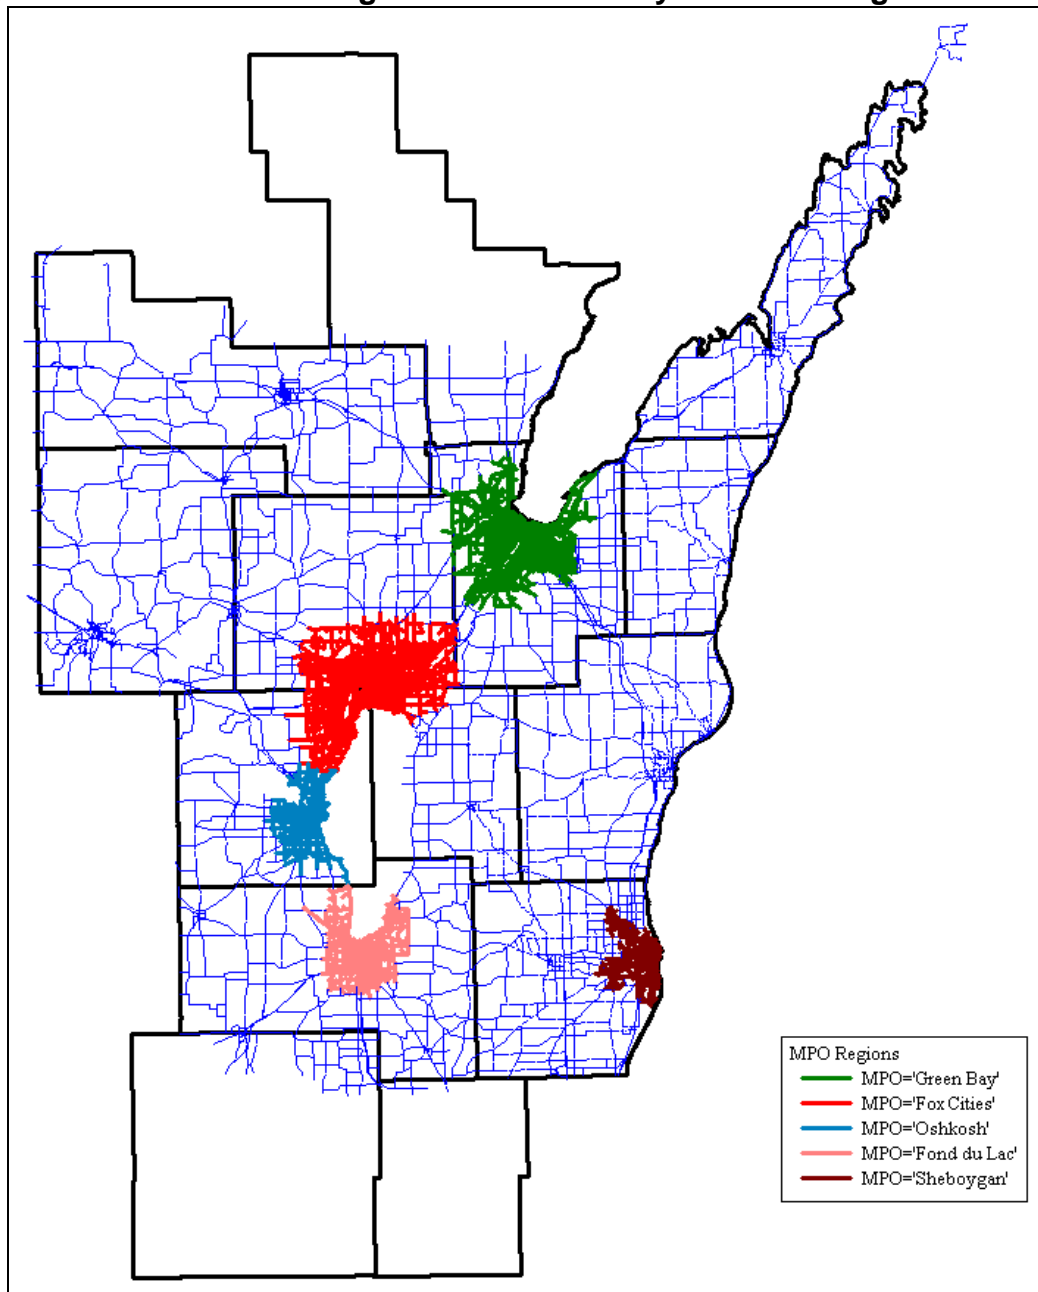 MPO Regions
MPO='Green Bay'
MPO='Fox Cities'
MPO='Oshkosh'
MPO='Fond du Lac'
MPO='Sheboygan'